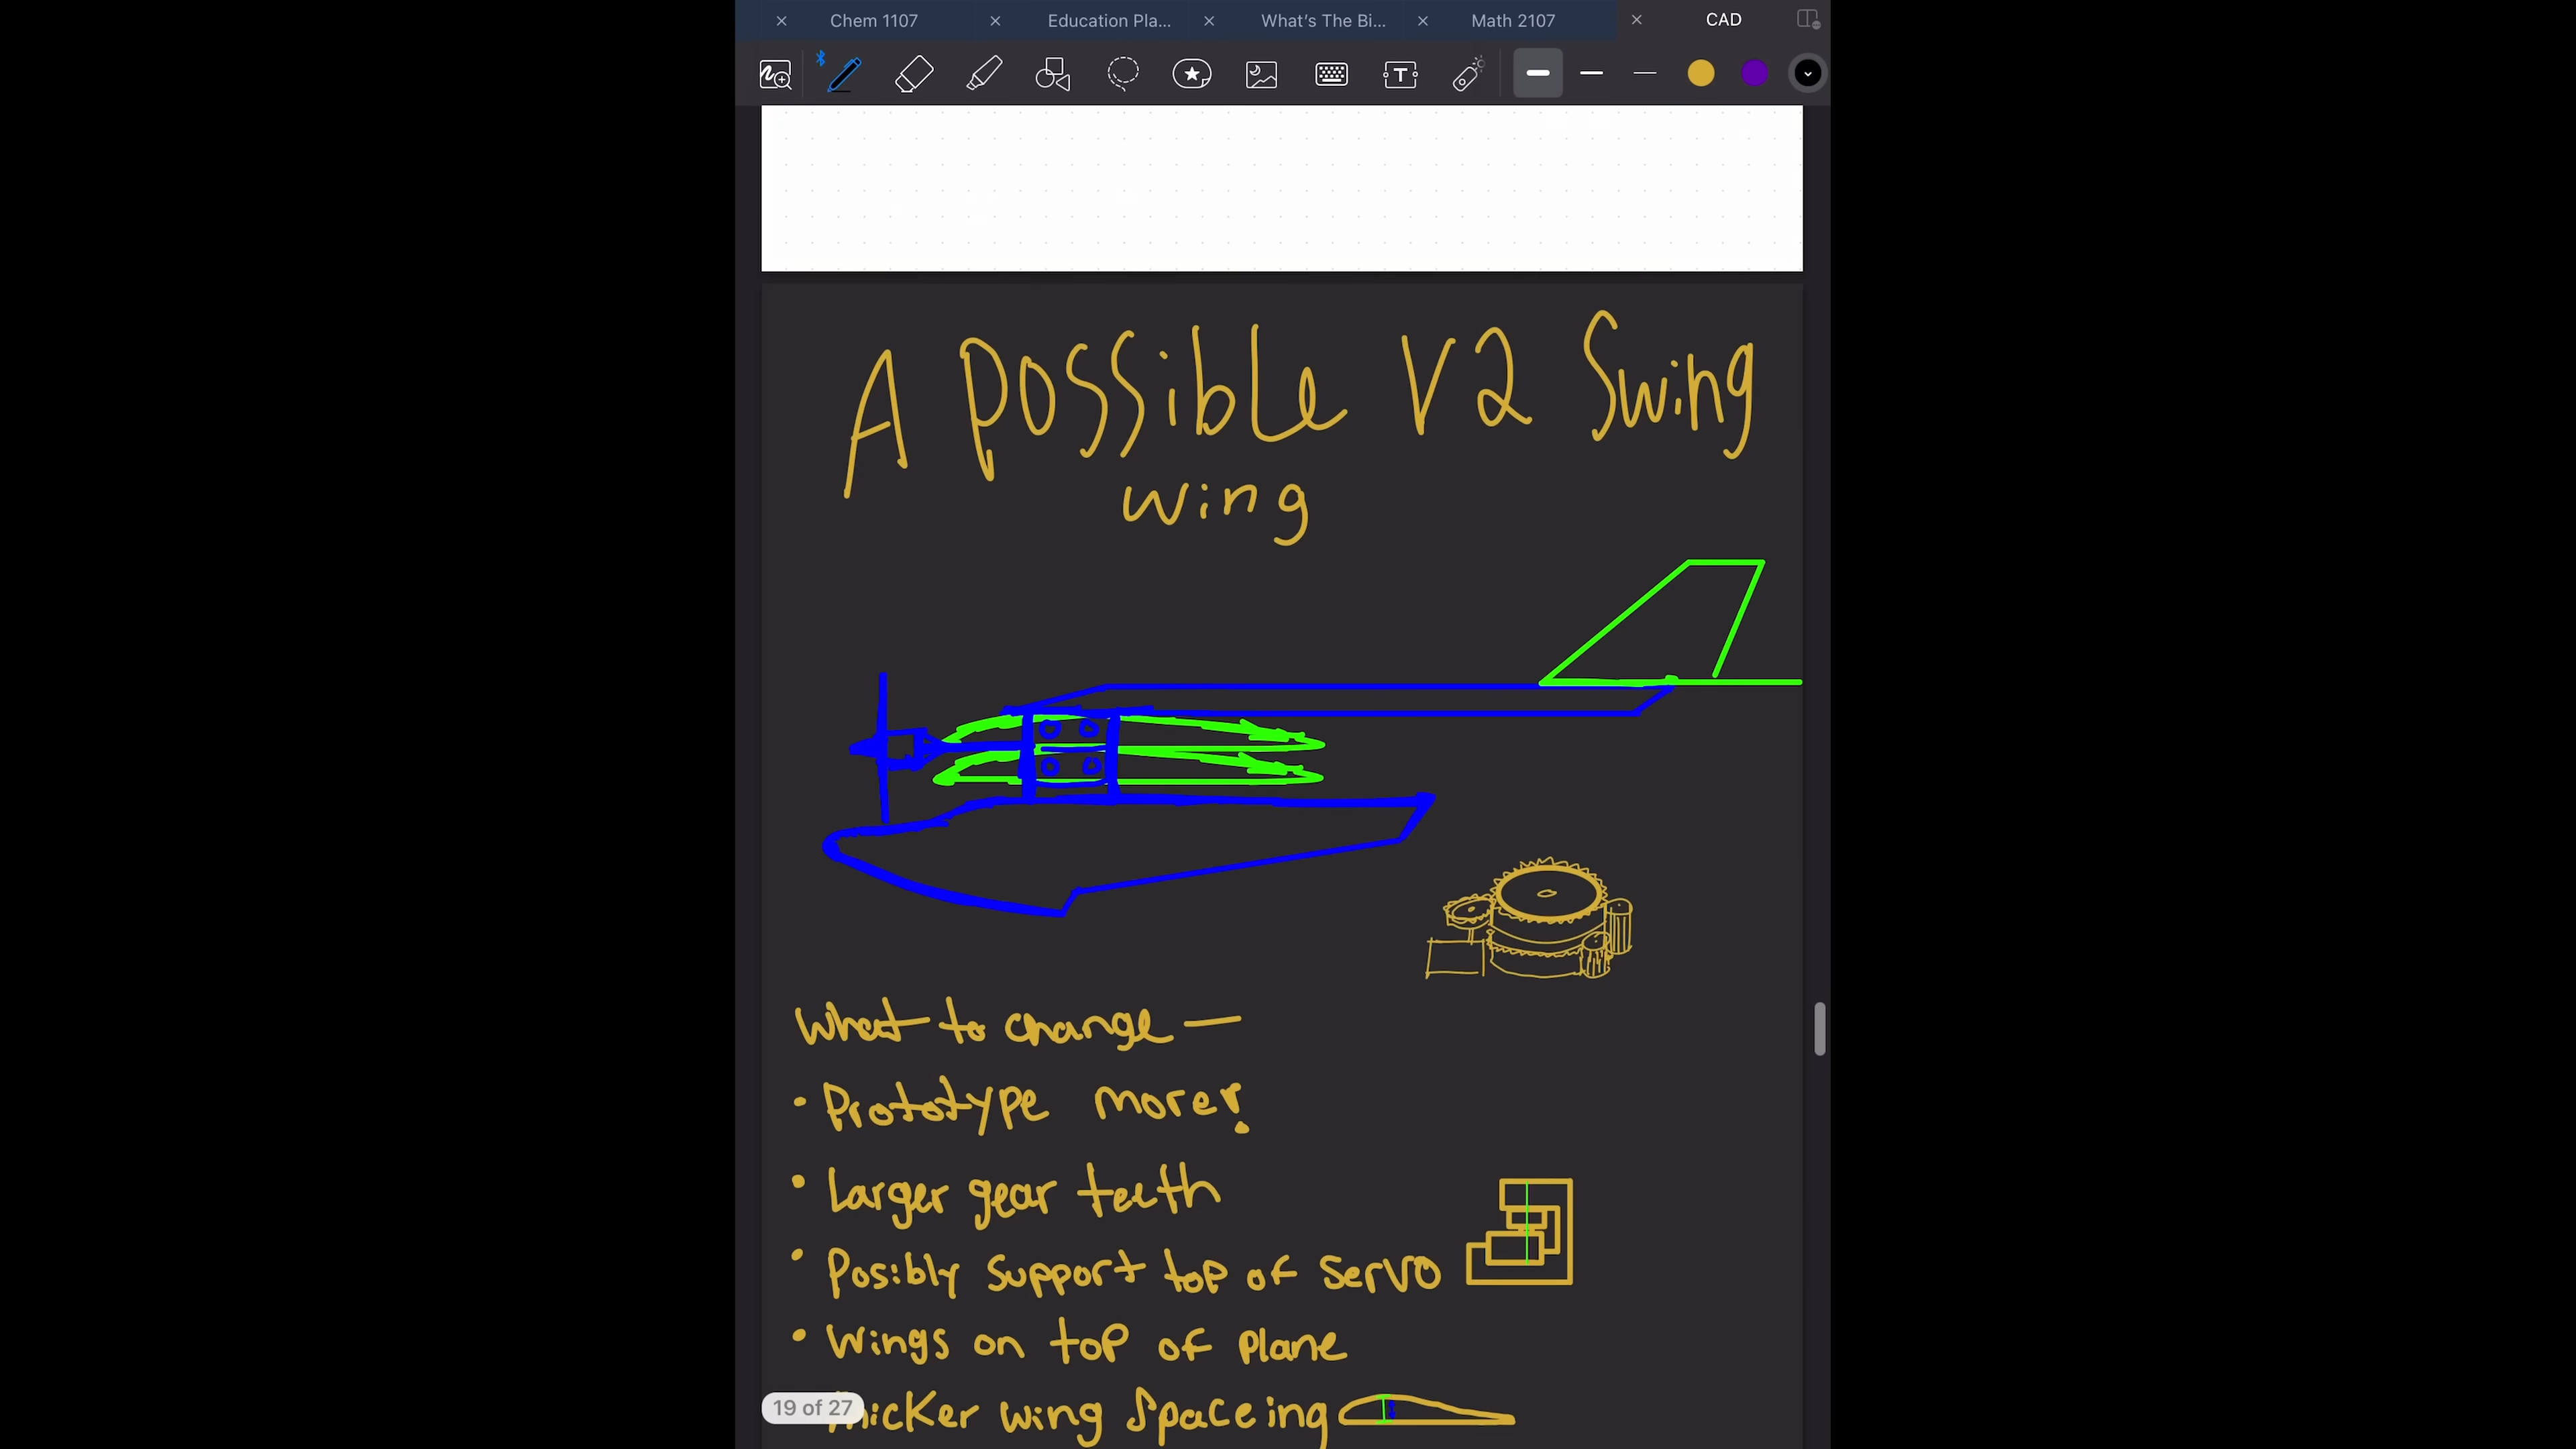 Chem 1107
Education Pla...
What's The Bi...
Math 2107
CAD
A possible V2 Swing
wing
What to change —
• Prototype more!
• Larger gear teeth
• Posibly support top of servo
• Wings on top of plane
hicker wing Spaceing
19 of 27